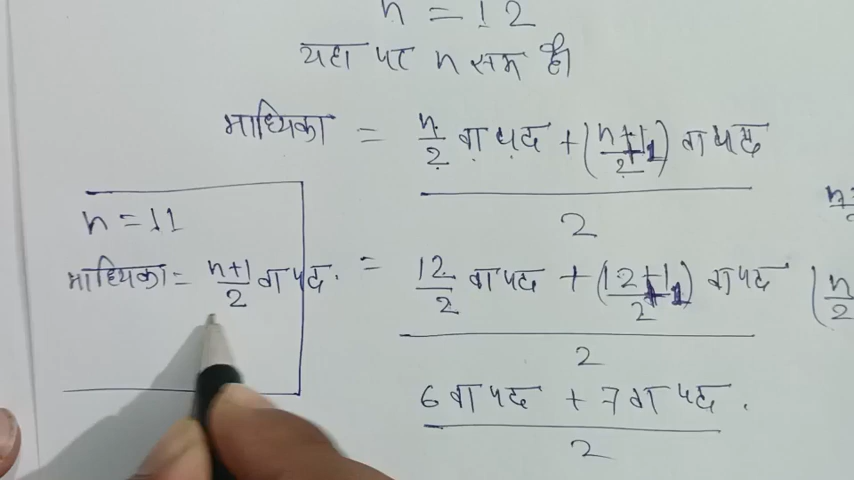 n = 12
यहा पर n सम है।
माध्यिका = n/2 वा पद + (n/2+1) वा पद / 2
= 12/2 वा पद + (12/2+1) वा पद / 2
6 वा पद + 7 वा पद . / 2
n = 11
माध्यिका = n+1/2 वा पद .
(n/2